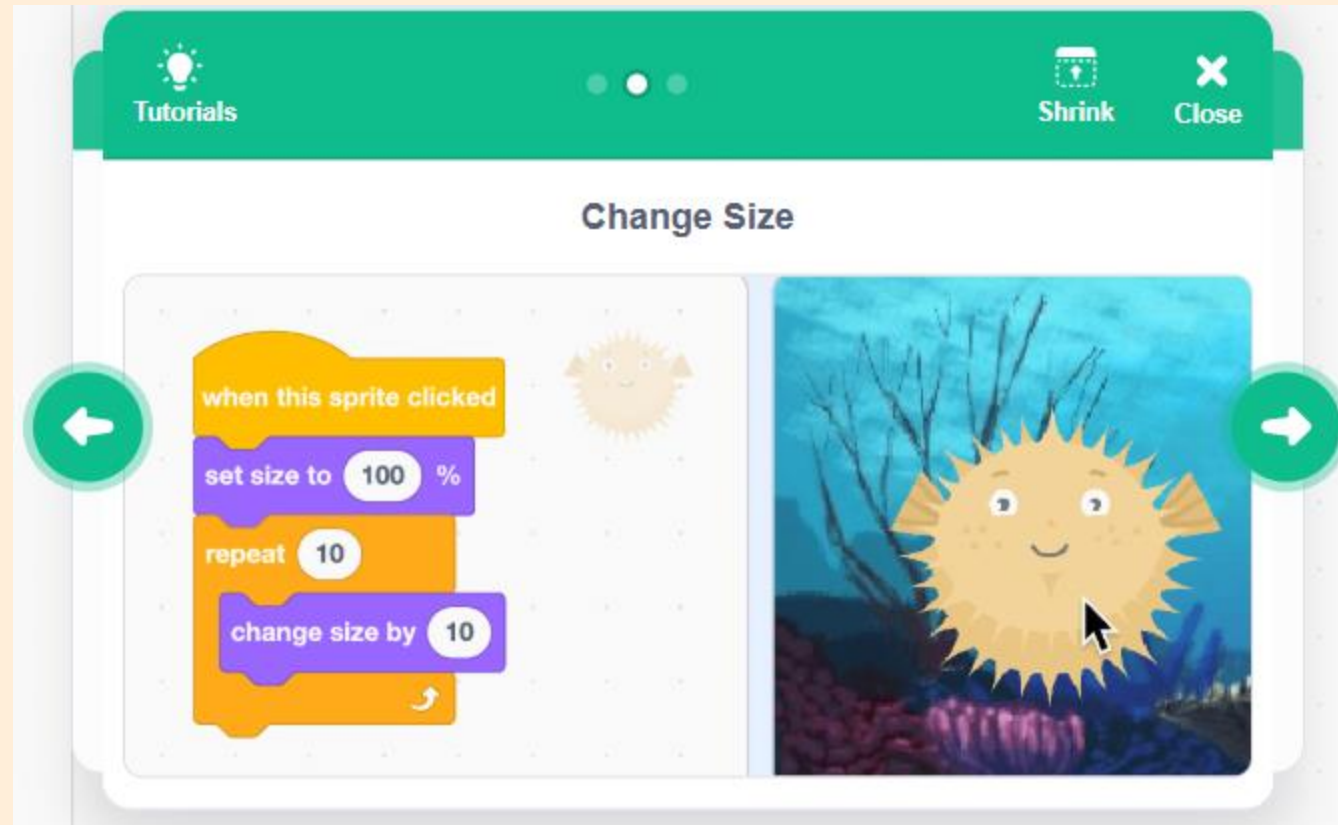 Tutorials
Shrink
Close
Change Size
when this sprite clicked
set size to 100 %
repeat 10
change size by 10